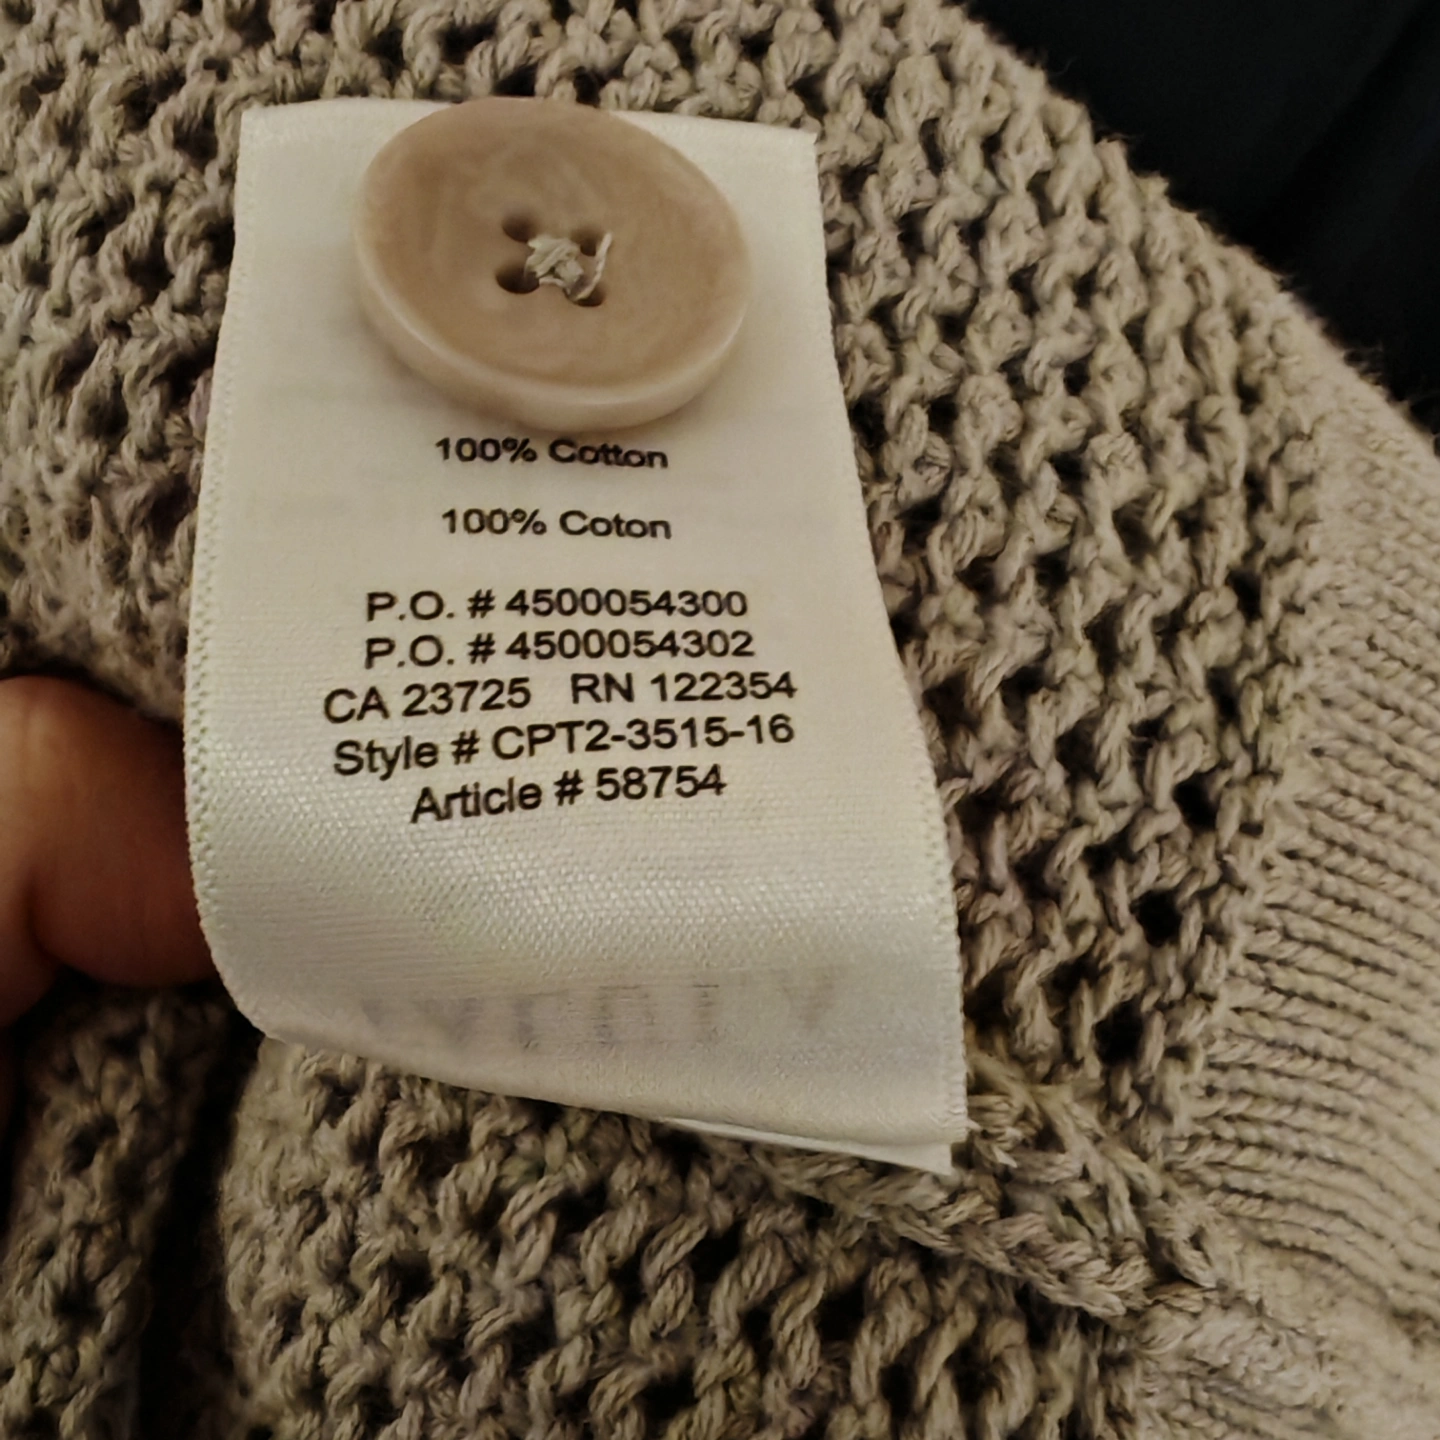 100% Cotton
100% Coton
P.O. # 4500054300
P.O. # 4500054302
CA 23725 RN 122354
Style # CPT2-3515-16
Article # 58754